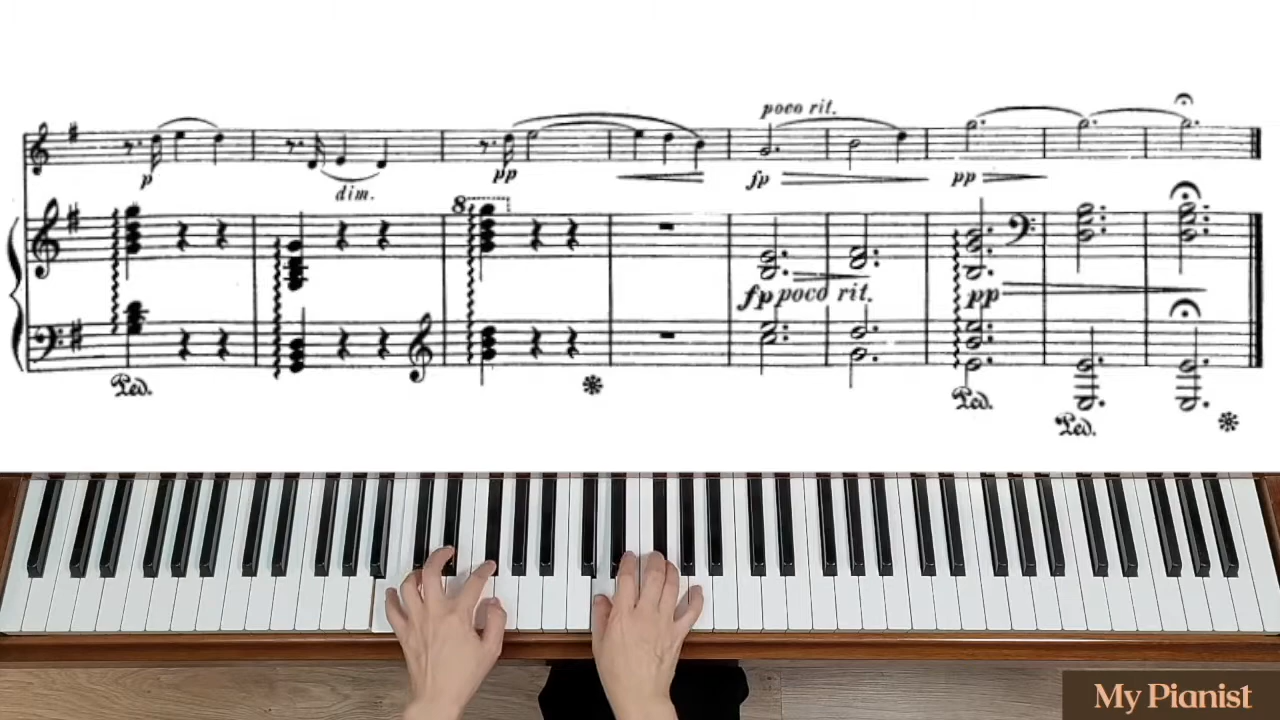 poco rit.
p
dim.
pp
fp
pp
8
fp poco rit.
pp
Ped.
Ped.
Ped.
My Pianist